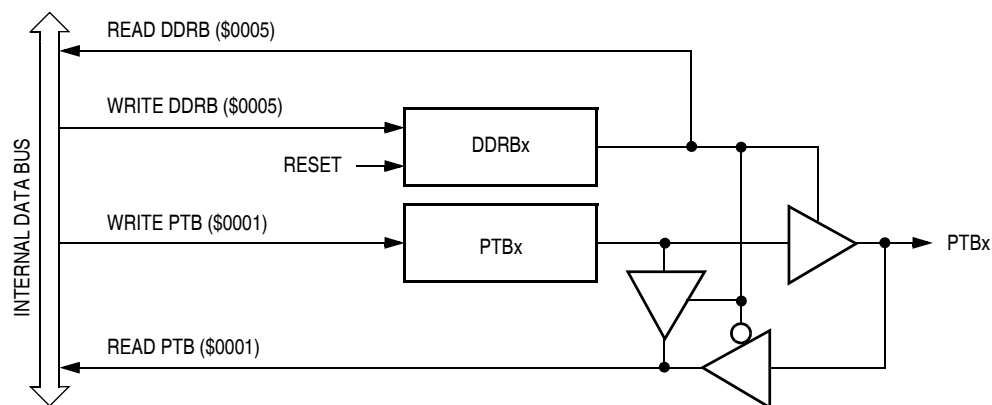 READ DDRB ($0005)
WRITE DDRB ($0005)
DDRBx
RESET
WRITE PTB ($0001)
PTBx
PTBx
READ PTB ($0001)
INTERNAL DATA BUS